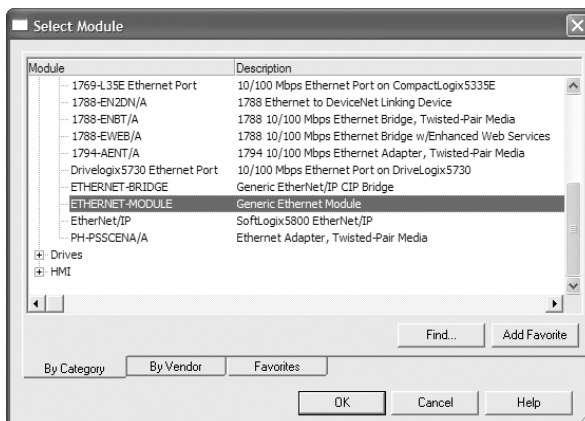 Select Module
Module Description
1769-L35E Ethernet Port 10/100 Mbps Ethernet Port on CompactLogix5335E
1788-EN2DN/A 1788 Ethernet to DeviceNet Linking Device
1788-ENBT/A 1788 10/100 Mbps Ethernet Bridge, Twisted-Pair Media
1788-EWEB/A 1788 10/100 Mbps Ethernet Bridge w/Enhanced Web Services
1794-AENT/A 1794 10/100 Mbps Ethernet Adapter, Twisted-Pair Media
Drivelogix5730 Ethernet Port 10/100 Mbps Ethernet Port on DriveLogix5730
ETHERNET-BRIDGE Generic EtherNet/IP CIP Bridge
ETHERNET-MODULE Generic Ethernet Module
EtherNet/IP SoftLogix5800 EtherNet/IP
PH-PSSCENA/A Ethernet Adapter, Twisted-Pair Media
Drives
HMI
Find... Add Favorite
By Category By Vendor Favorites
OK Cancel Help